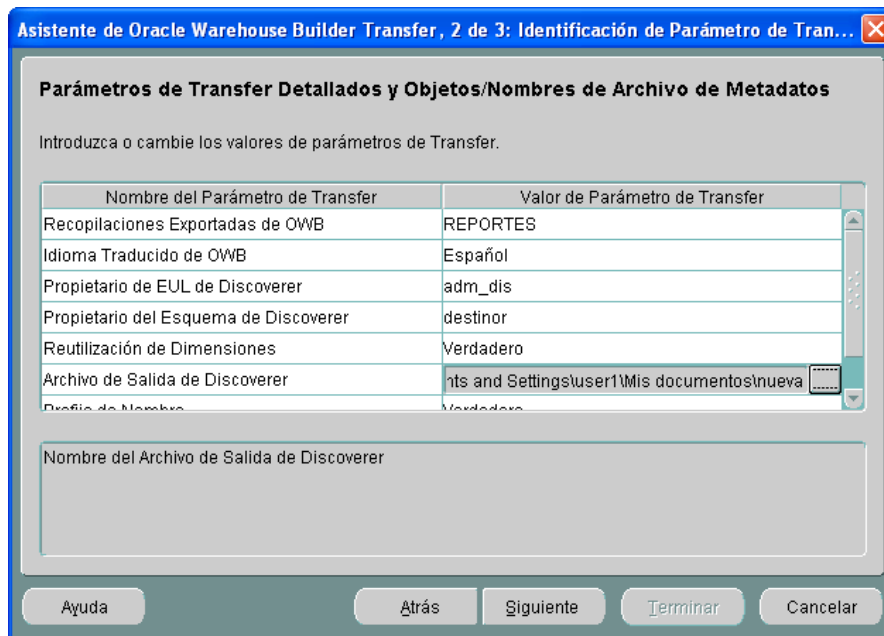 Asistente de Oracle Warehouse Builder Transfer, 2 de 3: Identificación de Parámetro de Tran...
Parámetros de Transfer Detallados y Objetos/Nombres de Archivo de Metadatos
Introduzca o cambie los valores de parámetros de Transfer.
Nombre del Parámetro de Transfer Valor de Parámetro de Transfer
Recopilaciones Exportadas de OWB REPORTES
Idioma Traducido de OWB Español
Propietario de EUL de Discoverer adm_dis
Propietario del Esquema de Discoverer destinor
Reutilización de Dimensiones Verdadero
Archivo de Salida de Discoverer nts and Settings\user1\Mis documentos\nueva ......
Prefijo de Nombre Verdadero
Nombre del Archivo de Salida de Discoverer
Ayuda Atrás Siguiente Terminar Cancelar